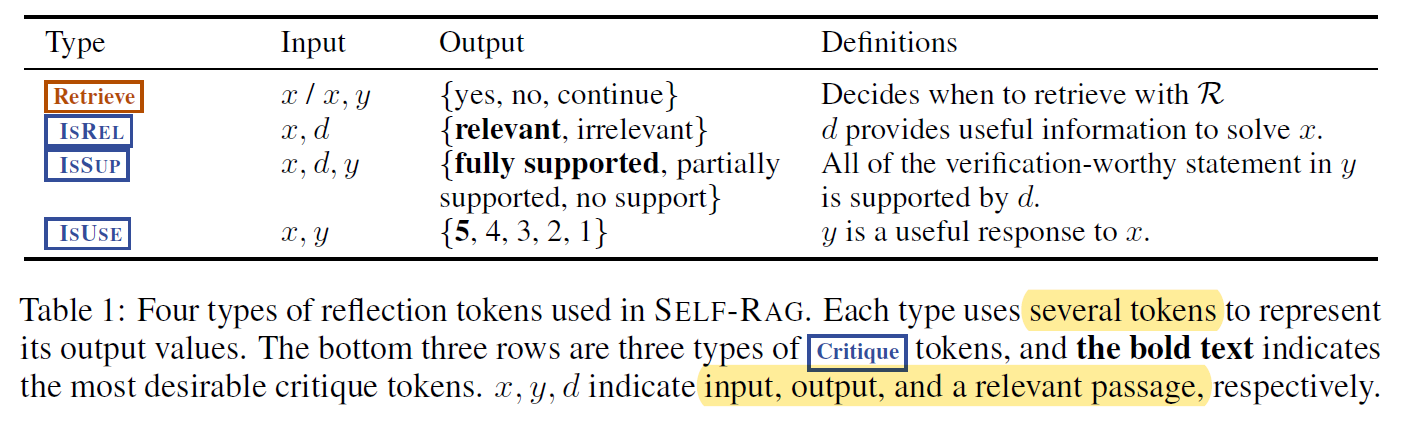 Type Input Output Definitions
Retrieve x / x, y {yes, no, continue} Decides when to retrieve with R
ISREL x, d {relevant, irrelevant} d provides useful information to solve x.
ISSUP x, d, y {fully supported, partially All of the verification-worthy statement in y
supported, no support} is supported by d.
ISUSE x, y {5, 4, 3, 2, 1} y is a useful response to x.
Table 1: Four types of reflection tokens used in SELF-RAG. Each type uses several tokens to represent
its output values. The bottom three rows are three types of Critique tokens, and the bold text indicates
the most desirable critique tokens. x, y, d indicate input, output, and a relevant passage, respectively.